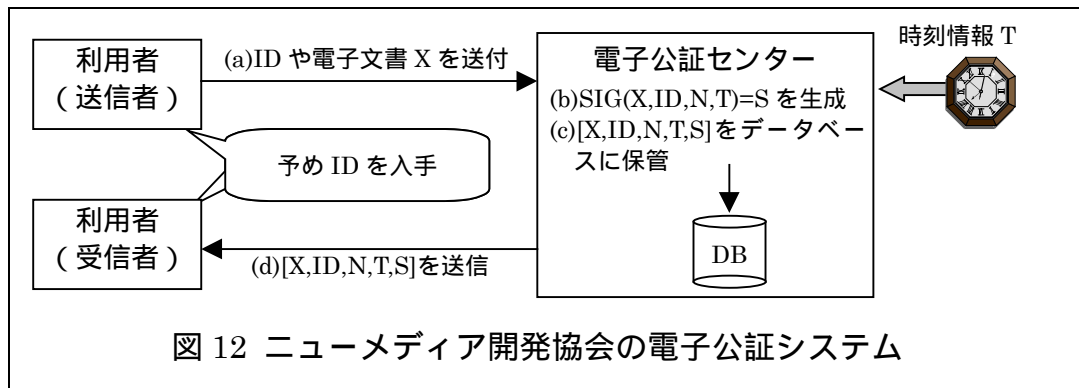 利用者
（送信者）
(a)ID や電子文書 X を送付
予め ID を入手
利用者
（受信者）
(d)[X,ID,N,T,S]を送信
電子公証センター
(b)SIG(X,ID,N,T)=S を生成
(c)[X,ID,N,T,S]をデータベー
スに保管
DB
時刻情報 T
図 12 ニューメディア開発協会の電子公証システム